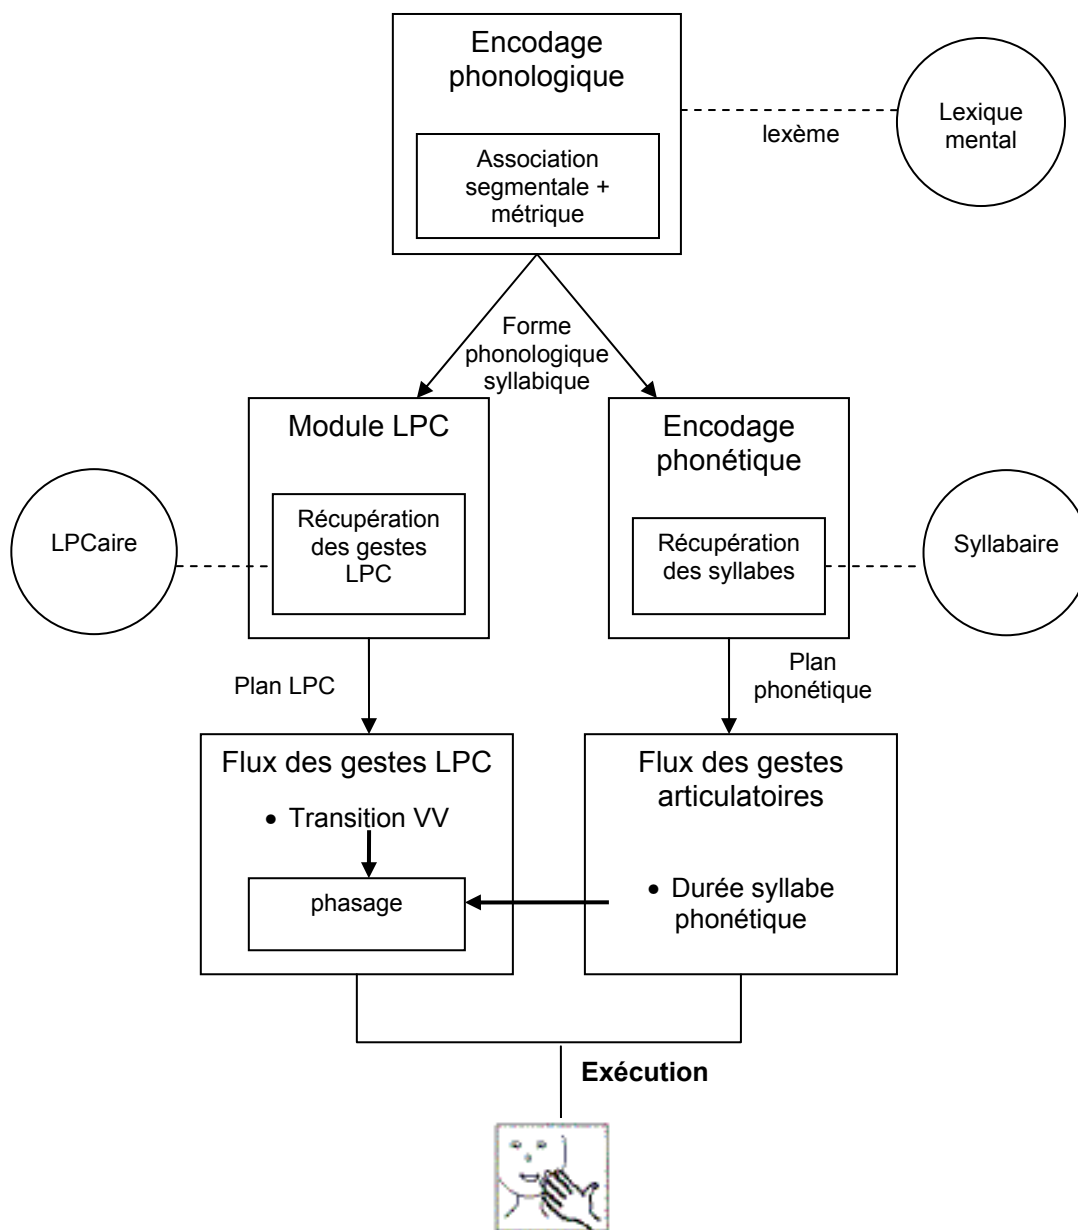 Encodage
phonologique
Lexique
mental
lexème
Association
segmentale +
métrique
Forme
phonologique
syllabique
Module LPC
Encodage
phonétique
LPCaire
Récupération
des gestes
LPC
Récupération
des syllabes
Syllabaire
Plan LPC
Plan
phonétique
Flux des gestes LPC
• Transition VV
phasage
Flux des gestes
articulatoires
• Durée syllabe
phonétique
Exécution